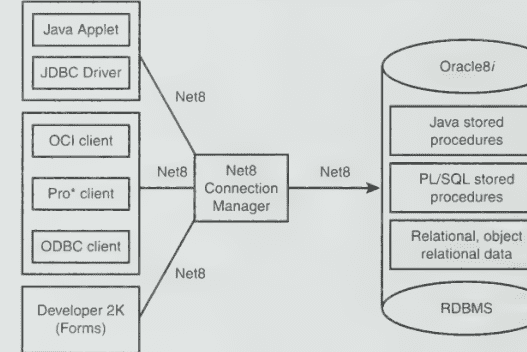 Java Applet
JDBC Driver
Net8
OCI client
Pro* client
ODBC client
Net8
Net8
Connection
Manager
Net8
Oracle8i
Java stored
procedures
PL/SQL stored
procedures
Relational, object
relational data
RDBMS
Net8
Developer 2K
(Forms)